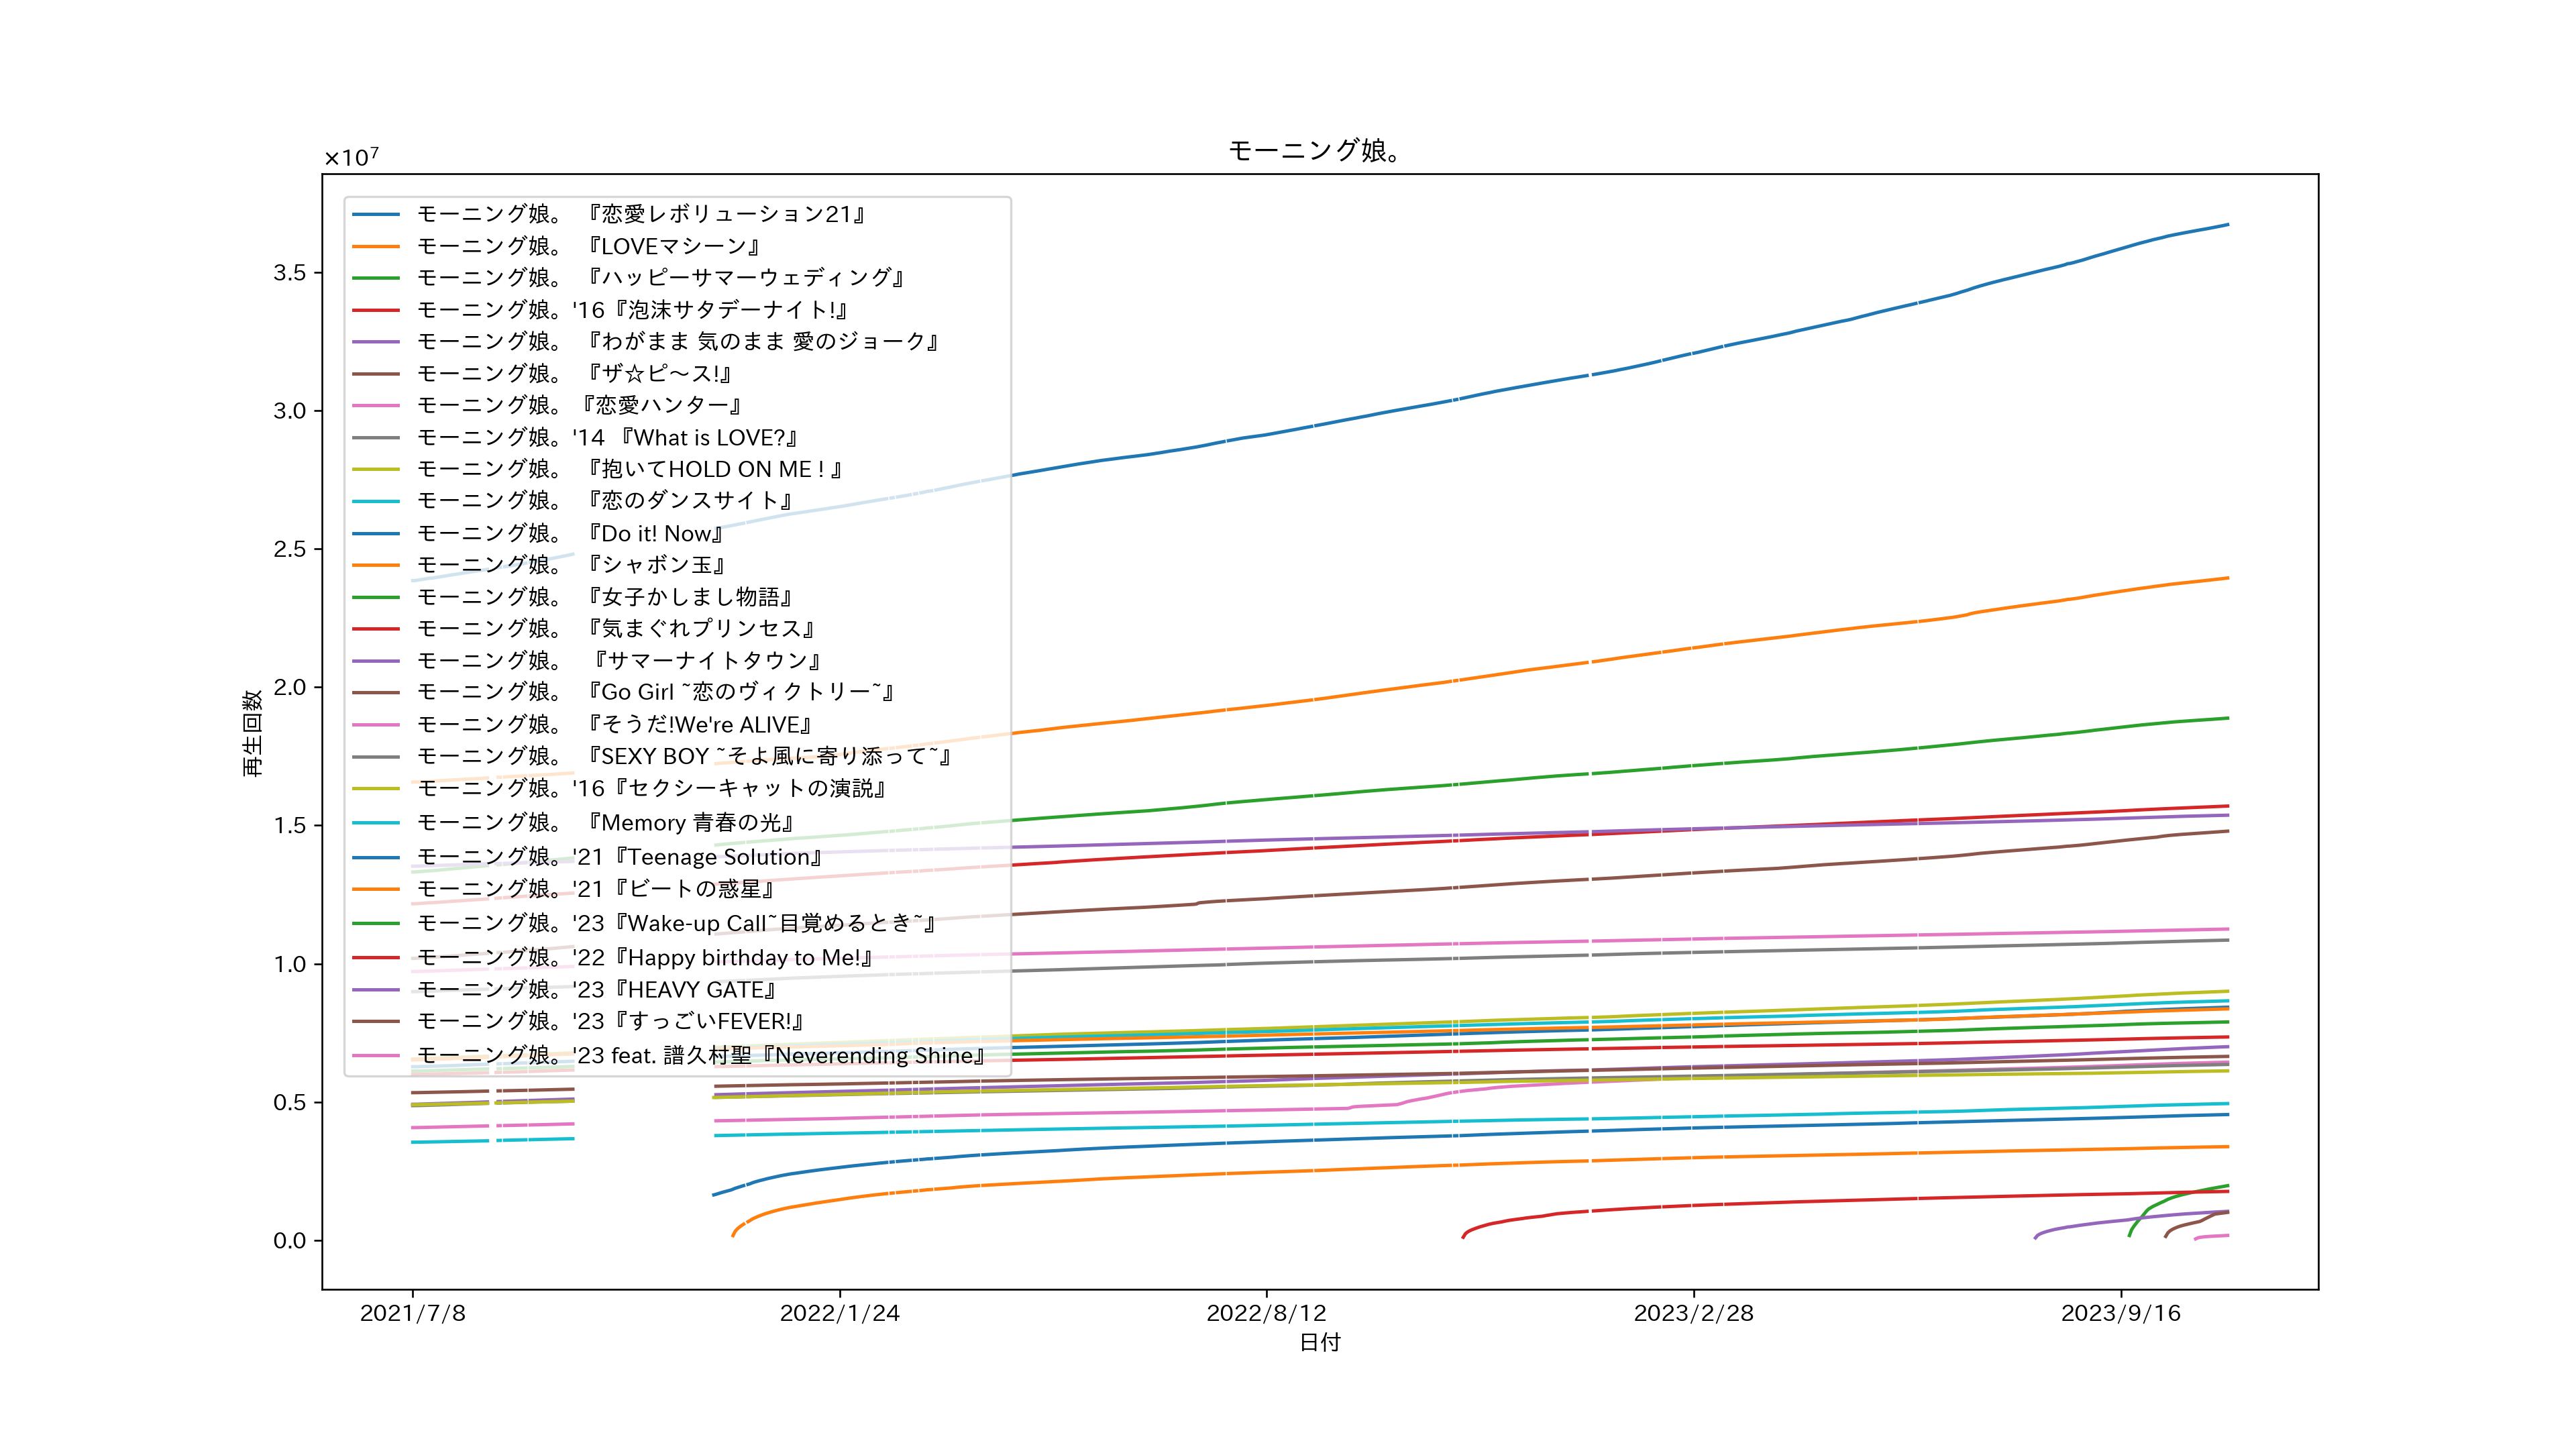 モーニング娘。
×10⁷
モーニング娘。 『恋愛レボリューション21』
モーニング娘。 『LOVEマシーン』
モーニング娘。 『ハッピーサマーウェディング』
モーニング娘。'16『泡沫サタデーナイト!』
モーニング娘。 『わがまま 気のまま 愛のジョーク』
モーニング娘。 『ザ☆ピ～ス!』
モーニング娘。『恋愛ハンター』
モーニング娘。'14 『What is LOVE?』
モーニング娘。 『抱いてHOLD ON ME ! 』
モーニング娘。 『恋のダンスサイト』
モーニング娘。 『Do it! Now』
モーニング娘。 『シャボン玉』
モーニング娘。 『女子かしまし物語』
モーニング娘。 『気まぐれプリンセス』
モーニング娘。 『サマーナイトタウン』
モーニング娘。 『Go Girl ~恋のヴィクトリー~』
モーニング娘。 『そうだ!We're ALIVE』
モーニング娘。 『SEXY BOY ~そよ風に寄り添って~』
モーニング娘。'16『セクシーキャットの演説』
モーニング娘。 『Memory 青春の光』
モーニング娘。'21『Teenage Solution』
モーニング娘。'21『ビートの惑星』
モーニング娘。'23『Wake-up Call~目覚めるとき~』
モーニング娘。'22『Happy birthday to Me!』
モーニング娘。'23『HEAVY GATE』
モーニング娘。'23『すっごいFEVER!』
モーニング娘。'23 feat. 譜久村聖『Neverending Shine』
3.5
3.0
2.5
2.0
1.5
1.0
0.5
0.0
再生回数
2021/7/8
2022/1/24
2022/8/12
2023/2/28
2023/9/16
日付